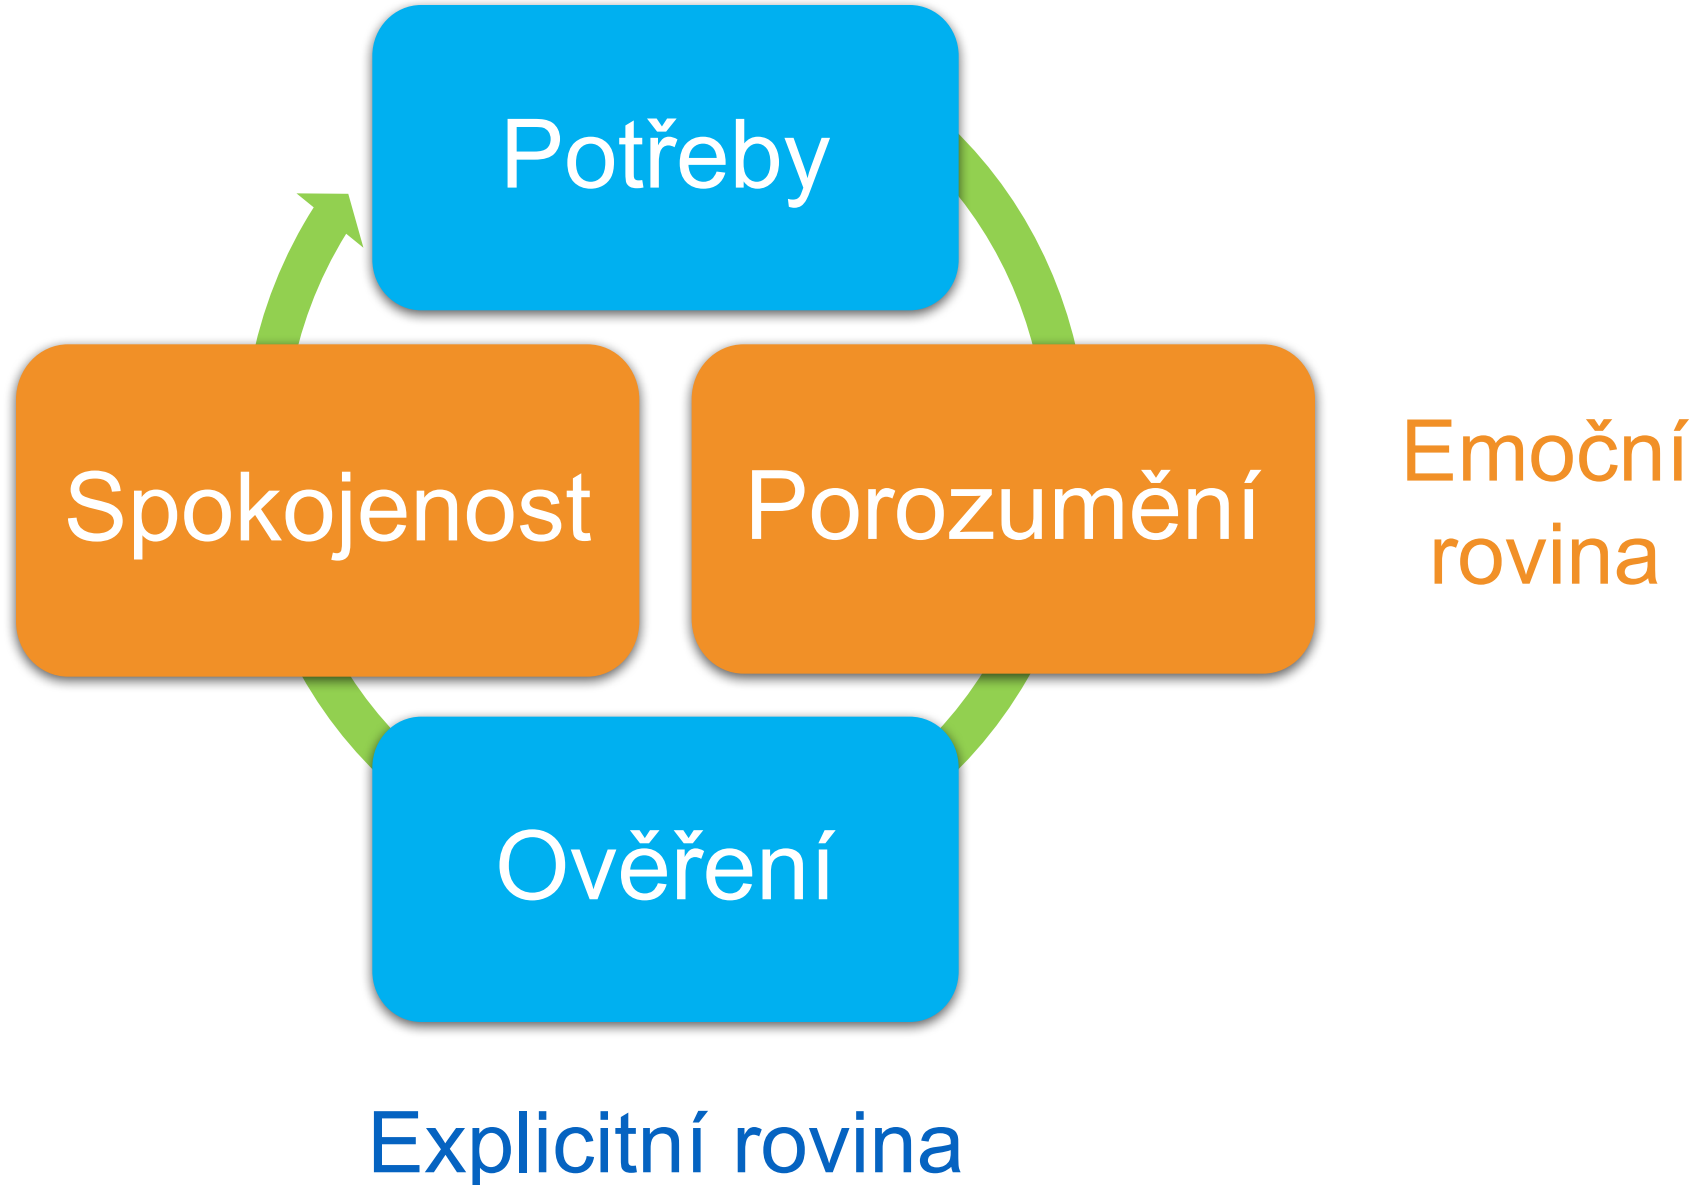 Potřeby
Spokojenost
Porozumění
Emoční
rovina
Ověření
Explicitní rovina